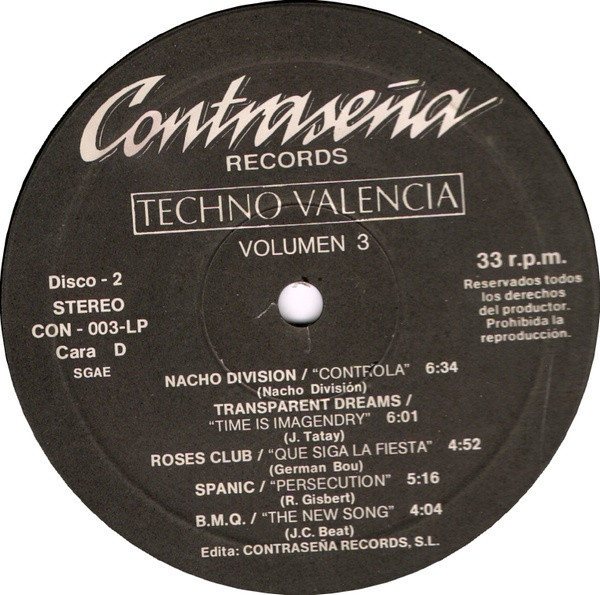 Contraseña
RECORDS
TECHNO VALENCIA
VOLUMEN 3
Disco - 2
STEREO
CON - 003-LP
Cara D
SGAE
33 r.p.m.
Reservados todos
los derechos
del productor.
Prohibida la
reproducción.
NACHO DIVISION / “CONTROLA” 6:34
(Nacho División)
TRANSPARENT DREAMS /
“TIME IS IMAGENDRY” 6:01
(J. Tatay)
ROSES CLUB / “QUE SIGA LA FIESTA” 4:52
(German Bou)
SPANIC / “PERSECUTION” 5:16
(R. Gisbert)
B.M.Q. / “THE NEW SONG” 4:04
(J.C. Beat)
Edita: CONTRASEÑA RECORDS, S.L.